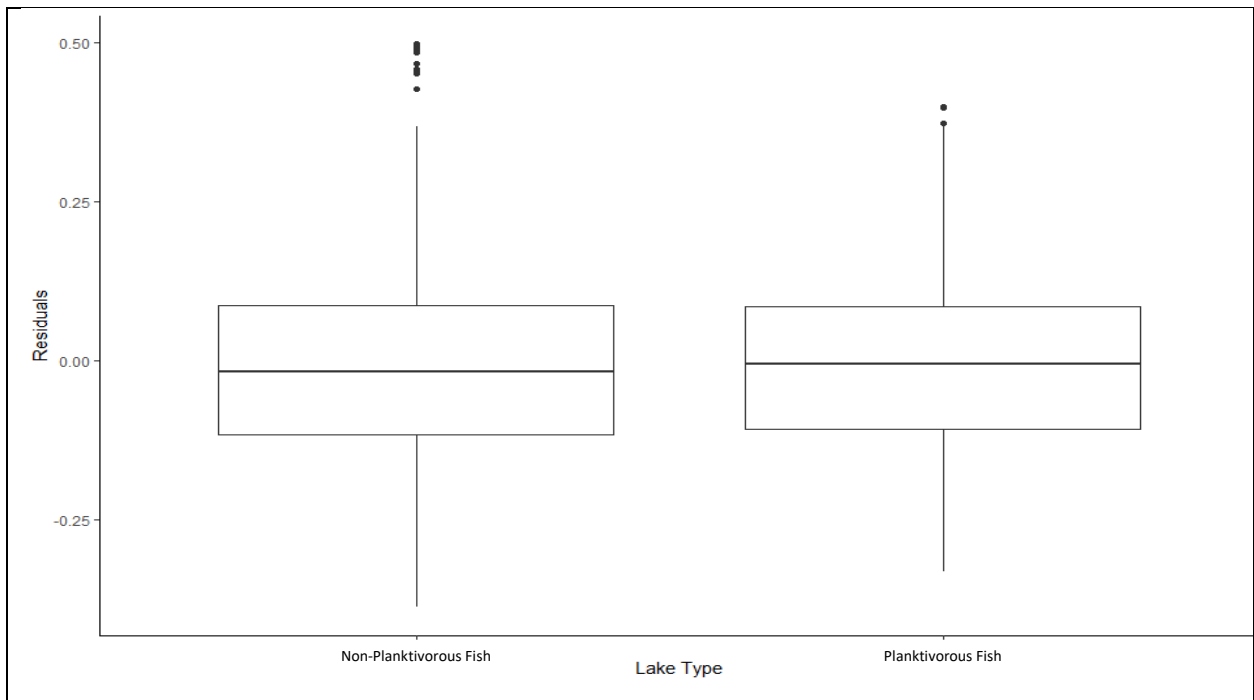 0.50
0.25
Residuals
0.00
-0.25
Non-Planktivorous Fish
Planktivorous Fish
Lake Type